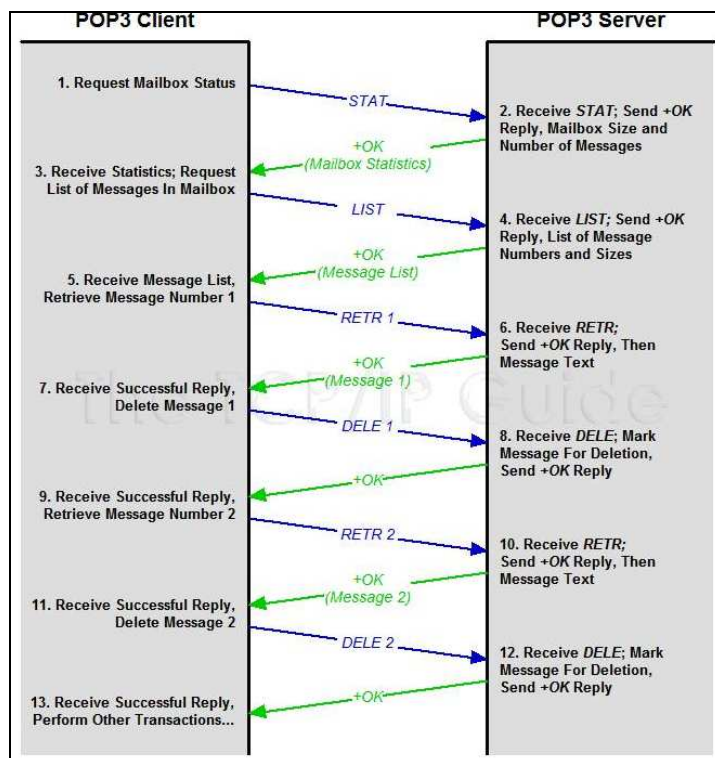 POP3 Client
POP3 Server
1. Request Mailbox Status
STAT
2. Receive STAT; Send +OK
Reply, Mailbox Size and
Number of Messages
+OK
(Mailbox Statistics)
3. Receive Statistics; Request
List of Messages In Mailbox
LIST
4. Receive LIST; Send +OK
Reply, List of Message
Numbers and Sizes
+OK
(Message List)
5. Receive Message List,
Retrieve Message Number 1
RETR 1
6. Receive RETR;
Send +OK Reply, Then
Message Text
+OK
(Message 1)
The TCP/IP Guide
7. Receive Successful Reply,
Delete Message 1
DELE 1
8. Receive DELE; Mark
Message For Deletion,
Send +OK Reply
+OK
9. Receive Successful Reply,
Retrieve Message Number 2
RETR 2
10. Receive RETR;
Send +OK Reply, Then
Message Text
+OK
(Message 2)
11. Receive Successful Reply,
Delete Message 2
DELE 2
12. Receive DELE; Mark
Message For Deletion,
Send +OK Reply
+OK
13. Receive Successful Reply,
Perform Other Transactions...